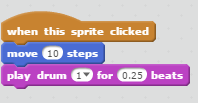 when this sprite clicked
move 10 steps
play drum 1 for 0.25 beats